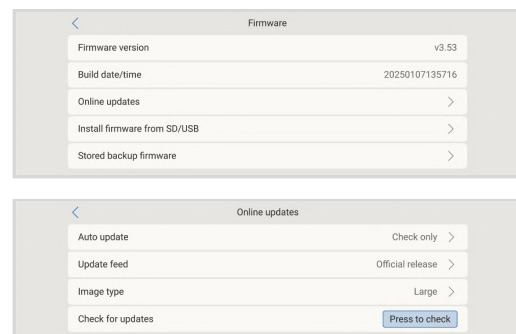 Firmware
Firmware version v3.53
Build date/time 20250107135716
Online updates
Install firmware from SD/USB
Stored backup firmware
Online updates
Auto update Check only
Update feed Official release
Image type Large
Check for updates Press to check